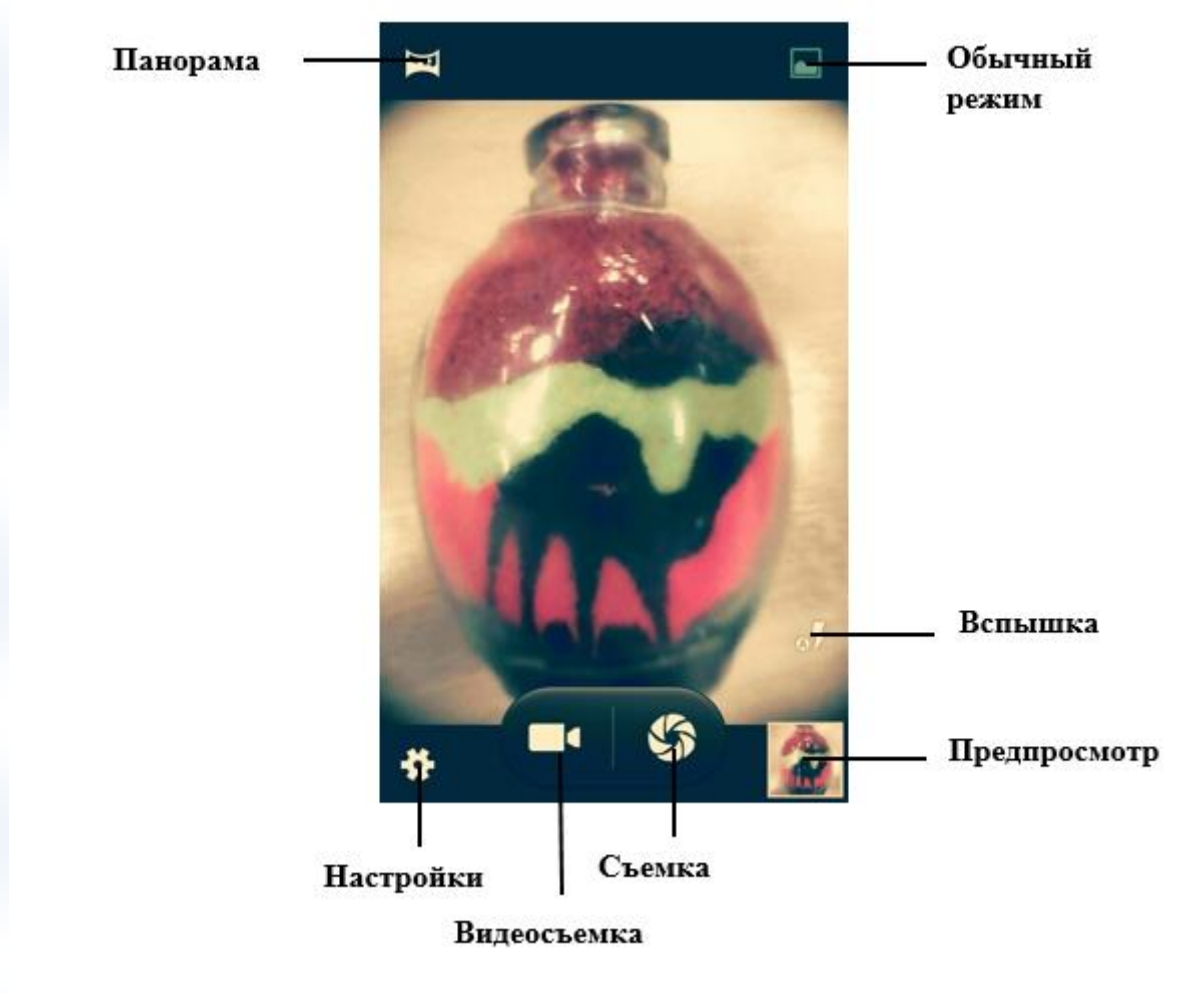 Панорама
Обычный
режим
Вспышка
Предпросмотр
Съемка
Настройки
Видеосъемка